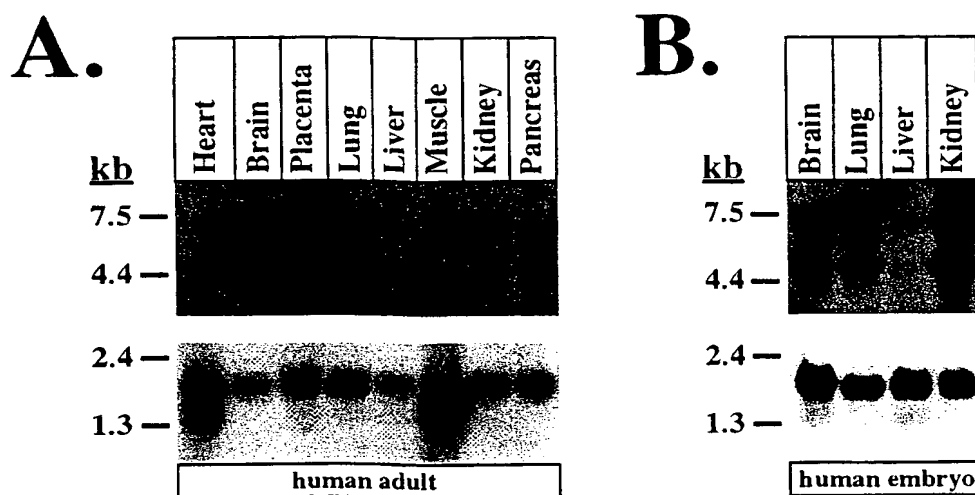 A.
Heart
Brain
Placenta
Lung
Liver
Muscle
Kidney
Pancreas
kb
7.5
4.4
2.4
1.3
human adult
B.
Brain
Lung
Liver
Kidney
kb
7.5
4.4
2.4
1.3
human embryo